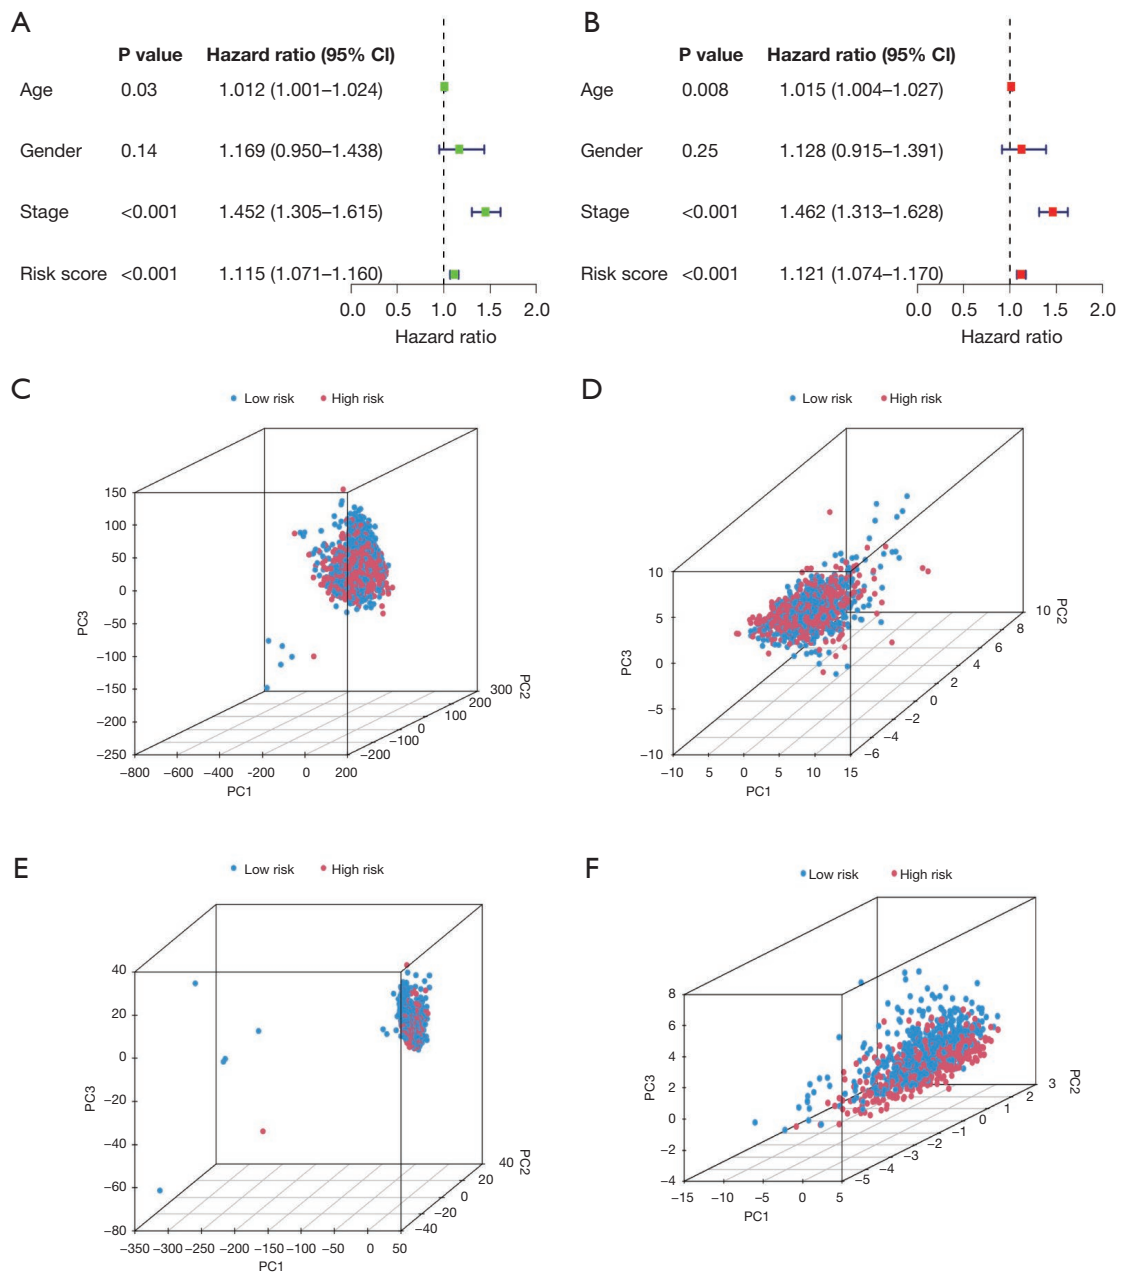 A
P value Hazard ratio (95% CI)
Age 0.03 1.012 (1.001–1.024)
Gender 0.14 1.169 (0.950–1.438)
Stage <0.001 1.452 (1.305–1.615)
Risk score <0.001 1.115 (1.071–1.160)
0.0 0.5 1.0 1.5 2.0
Hazard ratio
B
P value Hazard ratio (95% CI)
Age 0.008 1.015 (1.004–1.027)
Gender 0.25 1.128 (0.915–1.391)
Stage <0.001 1.462 (1.313–1.628)
Risk score <0.001 1.121 (1.074–1.170)
0.0 0.5 1.0 1.5 2.0
Hazard ratio
C
Low risk High risk
150
100
50
0
−50
−100
−150
−200
−250
PC3
−800 −600 −400 −200 0 200
PC1
−200
−100
0
100
200
300
PC2
D
Low risk High risk
10
5
0
−5
−10
PC3
−10 5 0 5 10 15
PC1
−6
−4
−2
0
2
4
6
8
10
PC2
E
Low risk High risk
40
20
0
−20
−40
−60
−80
PC3
−350 −300 −250 −200 −150 −100 −50 0 50
PC1
−40
−20
0
20
40
PC2
F
Low risk High risk
8
6
4
2
0
−2
−4
PC3
−15 −10 −5 0 5
PC1
−5
−4
−3
−2
−1
0
1
2
3
PC2